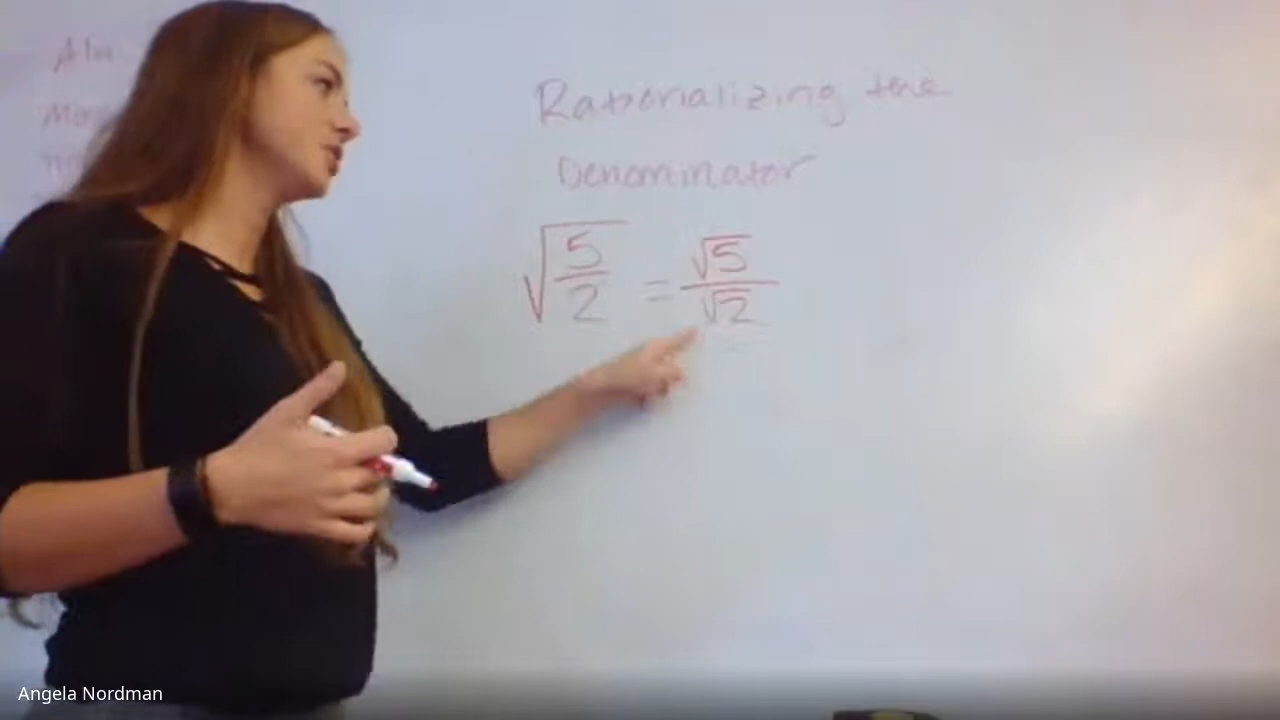 Rationalizing the
Denominator
√5/2 = √5/√2
Angela Nordman